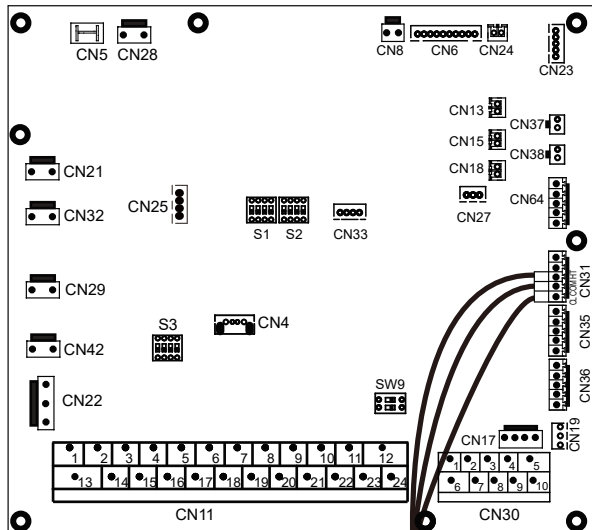 CN5
CN28
CN8
CN6
CN24
CN23
CN13
CN15
CN18
CN37
CN38
CN21
CN32
CN25
S1
S2
CN33
CN27
CN64
CN29
CN31
CL COM HT
CN42
S3
CN4
CN35
CN22
SW9
CN36
CN17
CN19
1 2 3 4 5 6 7 8 9 10 11 12
13 14 15 16 17 18 19 20 21 22 23 24
CN11
1 2 3 4 5
6 7 8 9 10
CN30